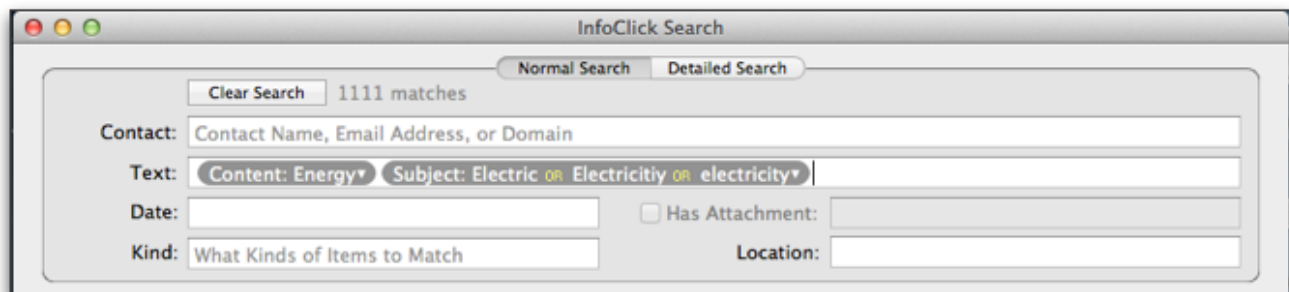 InfoClick Search
Normal Search Detailed Search
Clear Search 1111 matches
Contact: Contact Name, Email Address, or Domain
Text: Content: Energy▾ Subject: Electric OR Electricitiy OR electricity▾
Date: Has Attachment:
Kind: What Kinds of Items to Match Location: